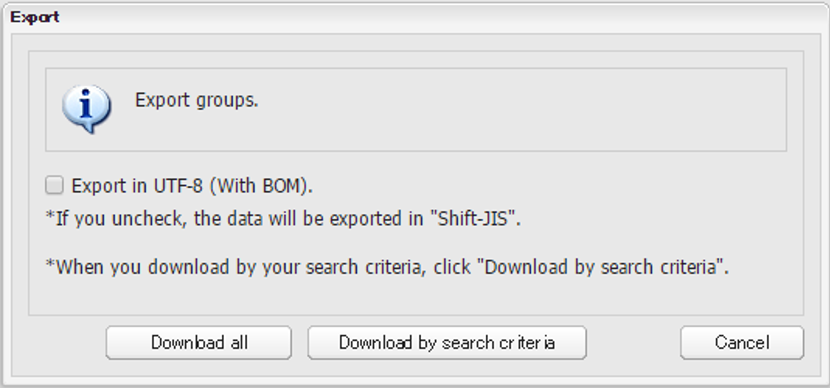 Export
Export groups.
Export in UTF-8 (With BOM).
*If you uncheck, the data will be exported in "Shift-JIS".
*When you download by your search criteria, click "Download by search criteria".
Download all
Download by search criteria
Cancel